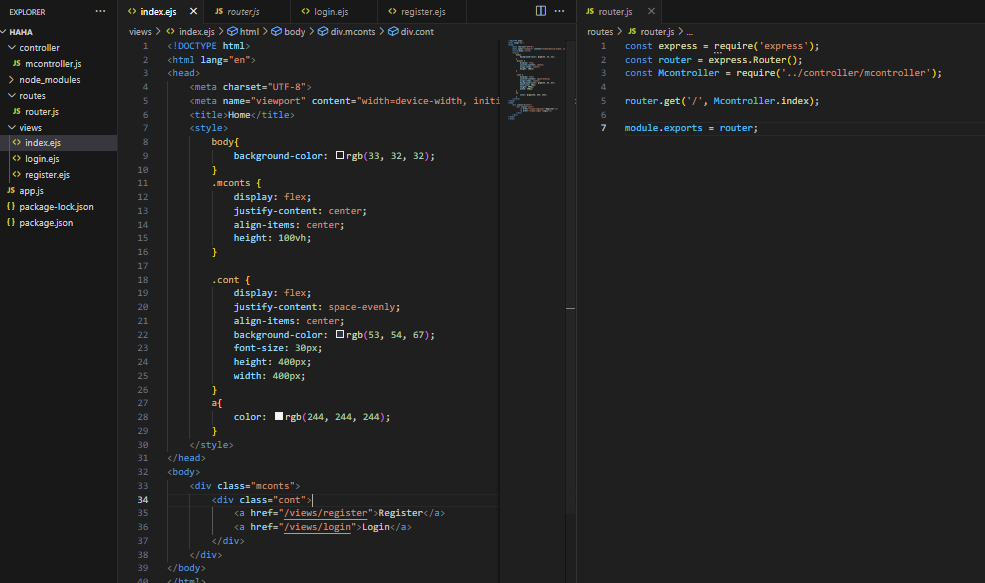 EXPLORER
HAHA
controller
JS mcontroller.js
node_modules
routes
JS router.js
views
<> index.ejs
<> login.ejs
<> register.ejs
JS app.js
{} package-lock.json
{} package.json
<> index.ejs
JS router.js
<> login.ejs
<> register.ejs
views > <> index.ejs > html > body > div.mconts > div.cont
1 <!DOCTYPE html>
2 <html lang="en">
3 <head>
4 <meta charset="UTF-8">
5 <meta name="viewport" content="width=device-width, initi
6 <title>Home</title>
7 <style>
8 body{
9 background-color: rgb(33, 32, 32);
10 }
11 .mconts {
12 display: flex;
13 justify-content: center;
14 align-items: center;
15 height: 100vh;
16 }
17
18 .cont {
19 display: flex;
20 justify-content: space-evenly;
21 align-items: center;
22 background-color: rgb(53, 54, 67);
23 font-size: 30px;
24 height: 400px;
25 width: 400px;
26 }
27 a{
28 color: rgb(244, 244, 244);
29 }
30 </style>
31 </head>
32 <body>
33 <div class="mconts">
34 <div class="cont">
35 <a href="/views/register">Register</a>
36 <a href="/views/login">Login</a>
37 </div>
38 </div>
39 </body>
40 </html>
JS router.js
routes > JS router.js > ...
1 const express = require('express');
2 const router = express.Router();
3 const Mcontroller = require('../controller/mcontroller');
4
5 router.get('/', Mcontroller.index);
6
7 module.exports = router;